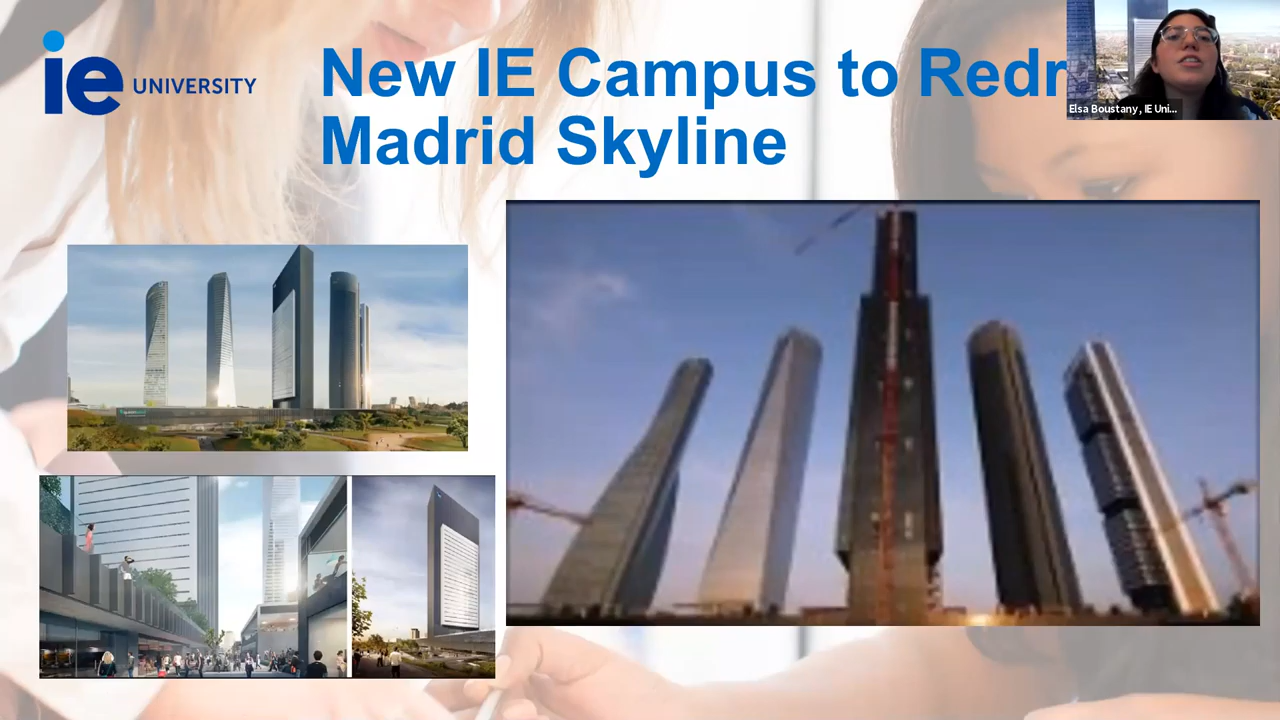 ie UNIVERSITY
New IE Campus to Redr
Madrid Skyline
Elsa Boustany, IE Uni...